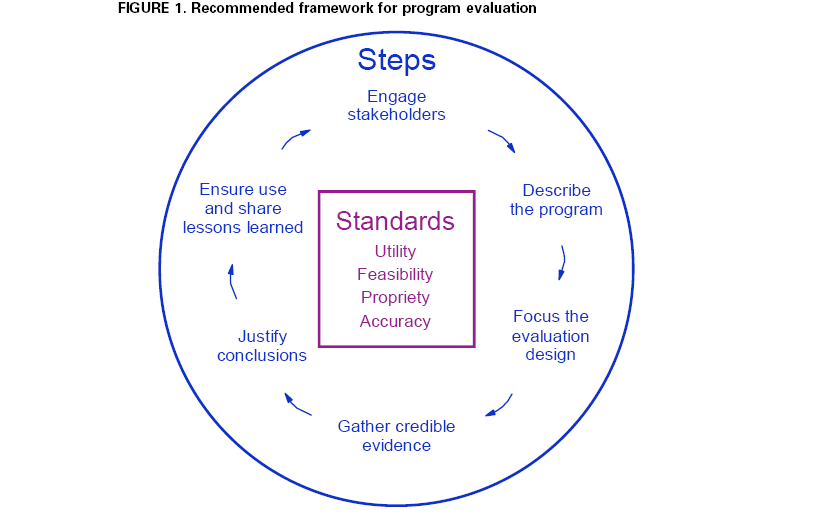 FIGURE 1. Recommended framework for program evaluation
Steps
Engage
stakeholders
Describe
the program
Focus the
evaluation
design
Gather credible
evidence
Justify
conclusions
Ensure use
and share
lessons learned
Standards
Utility
Feasibility
Propriety
Accuracy